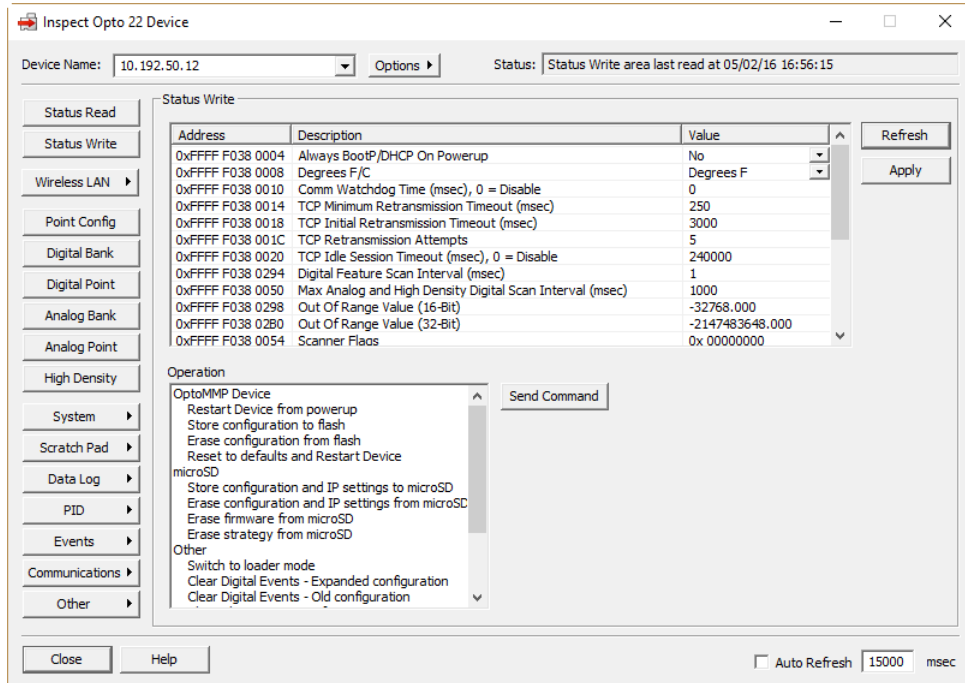 Inspect Opto 22 Device
Device Name: 10.192.50.12 Options Status: Status Write area last read at 05/02/16 16:56:15
Status Read
Status Write
Wireless LAN
Point Config
Digital Bank
Digital Point
Analog Bank
Analog Point
High Density
System
Scratch Pad
Data Log
PID
Events
Communications
Other
Status Write
Address Description Value
0xFFFF F038 0004 Always BootP/DHCP On Powerup No
0xFFFF F038 0008 Degrees F/C Degrees F
0xFFFF F038 0010 Comm Watchdog Time (msec), 0 = Disable 0
0xFFFF F038 0014 TCP Minimum Retransmission Timeout (msec) 250
0xFFFF F038 0018 TCP Initial Retransmission Timeout (msec) 3000
0xFFFF F038 001C TCP Retransmission Attempts 5
0xFFFF F038 0020 TCP Idle Session Timeout (msec), 0 = Disable 240000
0xFFFF F038 0294 Digital Feature Scan Interval (msec) 1
0xFFFF F038 0050 Max Analog and High Density Digital Scan Interval (msec) 1000
0xFFFF F038 0298 Out Of Range Value (16-Bit) -32768.000
0xFFFF F038 02B0 Out Of Range Value (32-Bit) -2147483648.000
0xFFFF F038 0054 Scanner Flags 0x 00000000
Refresh
Apply
Operation
OptoMMP Device
Restart Device from powerup
Store configuration to flash
Erase configuration from flash
Reset to defaults and Restart Device
microSD
Store configuration and IP settings to microSD
Erase configuration and IP settings from microSD
Erase firmware from microSD
Erase strategy from microSD
Other
Switch to loader mode
Clear Digital Events - Expanded configuration
Clear Digital Events - Old configuration
Send Command
Close Help Auto Refresh 15000 msec